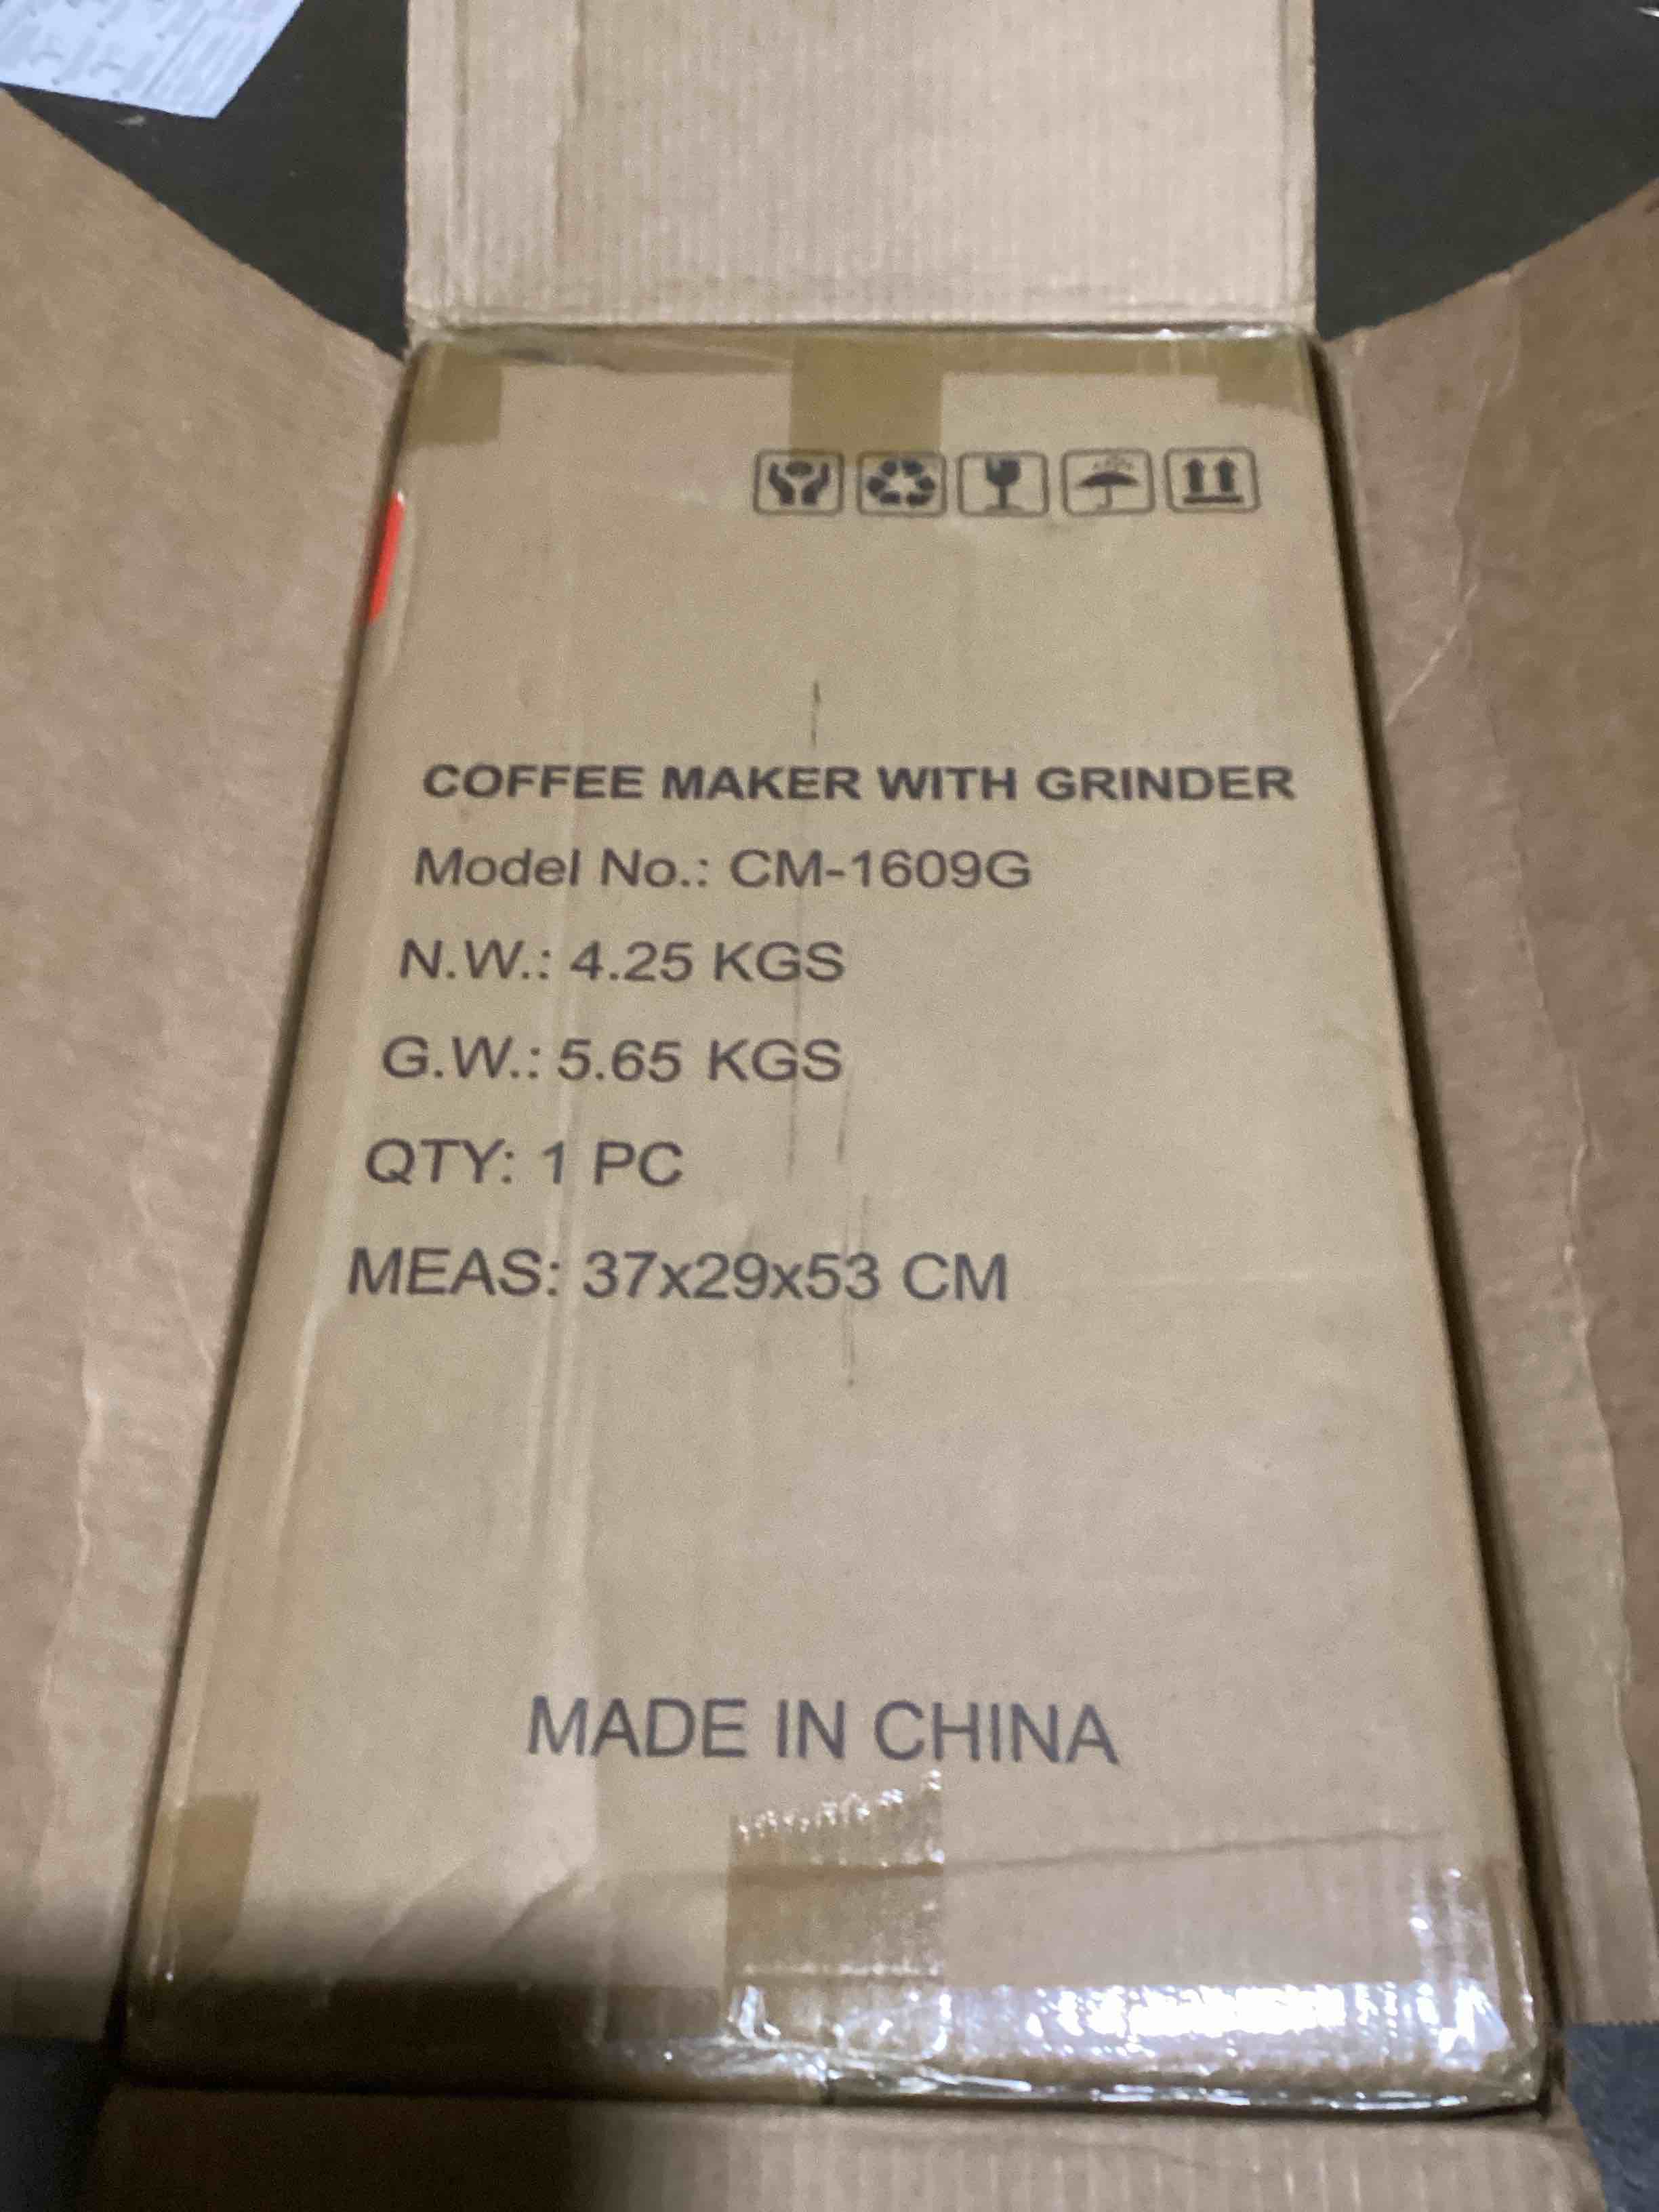 COFFEE MAKER WITH GRINDER
Model No.: CM-1609G
N.W.: 4.25 KGS
G.W.: 5.65 KGS
QTY: 1 PC
MEAS: 37x29x53 CM
MADE IN CHINA